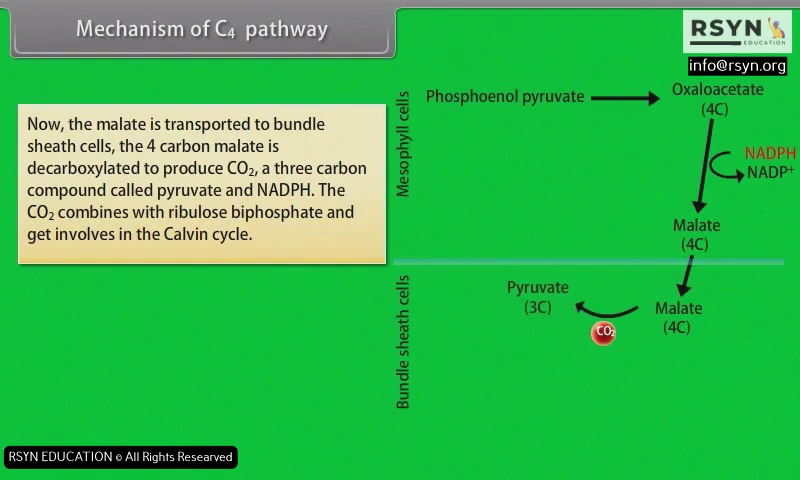 Mechanism of C₄ pathway
RSYN
EDUCATION
info@rsyn.org
Now, the malate is transported to bundle
sheath cells, the 4 carbon malate is
decarboxylated to produce CO₂, a three carbon
compound called pyruvate and NADPH. The
CO₂ combines with ribulose biphosphate and
get involves in the Calvin cycle.
Mesophyll cells
Phosphoenol pyruvate
Oxaloacetate
(4C)
NADPH
NADP⁺
Malate
(4C)
Bundle sheath cells
Pyruvate
(3C)
Malate
(4C)
CO₂
RSYN EDUCATION © All Rights Researved